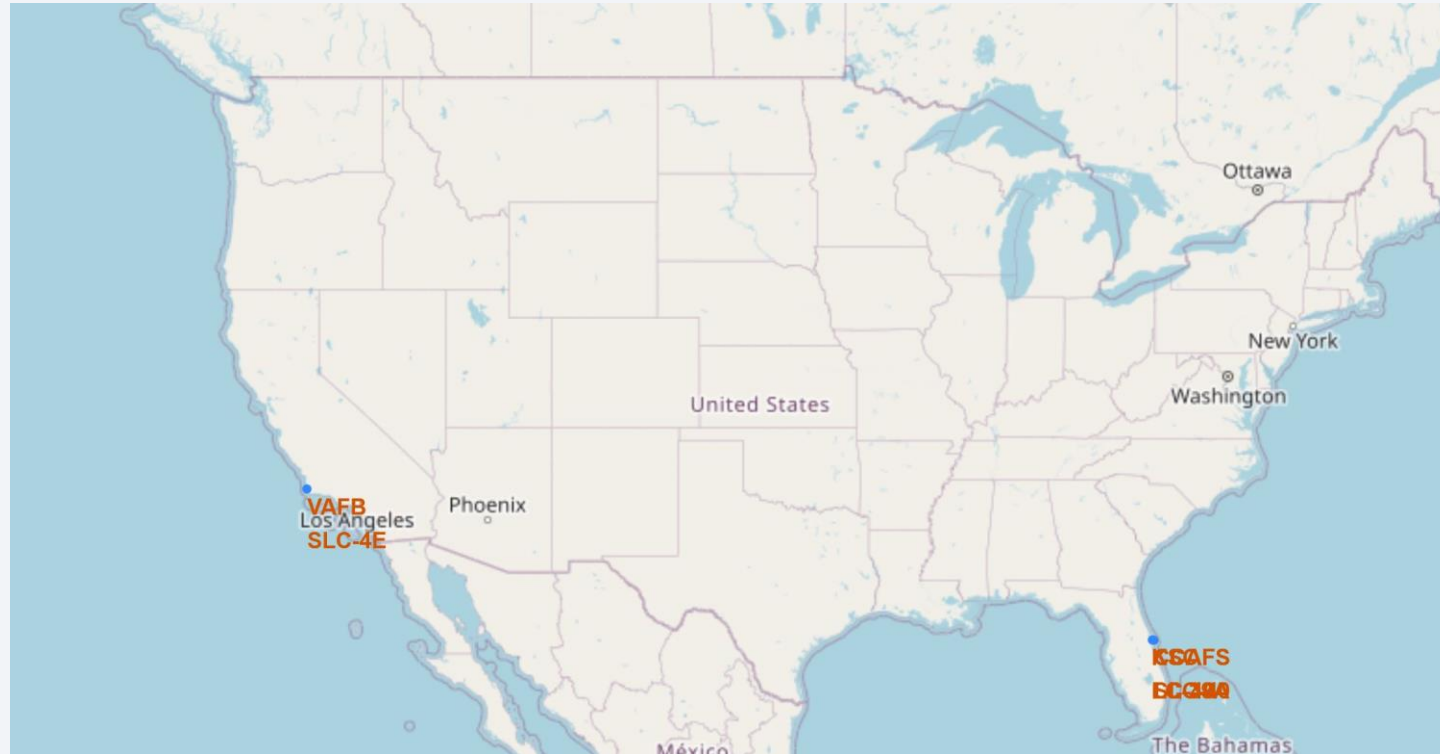 Ottawa
New York
Washington
United States
VAFB
Los Angeles
Phoenix
SLC-4E
The Bahamas
México